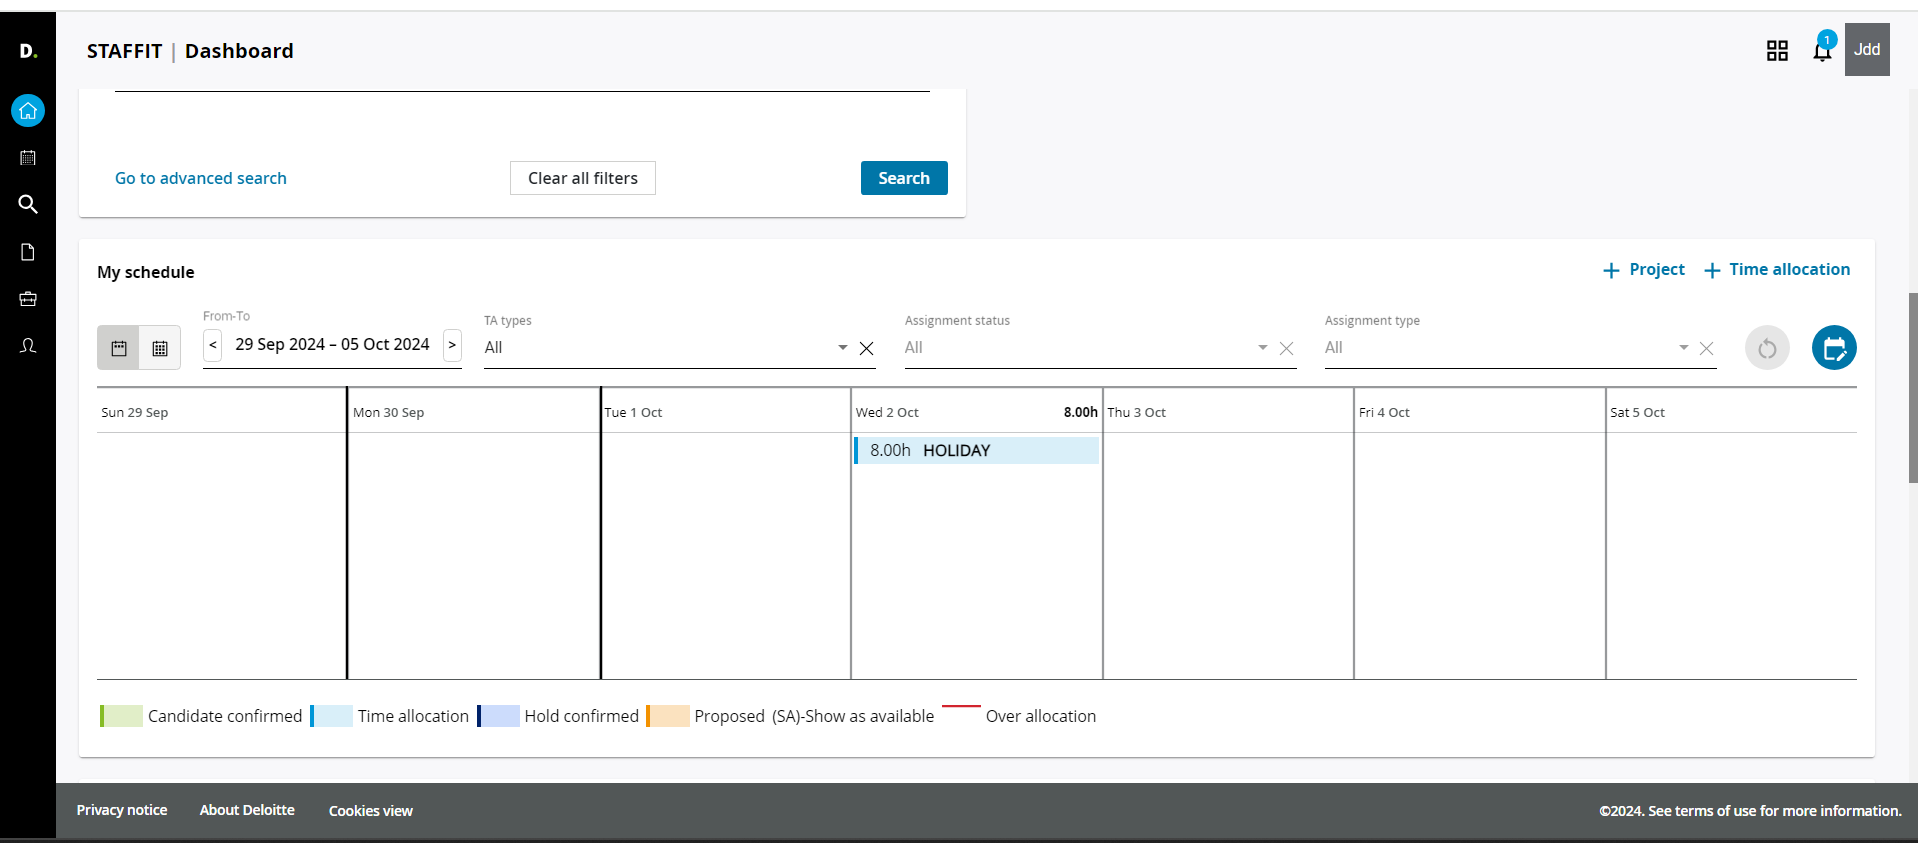 D.
STAFFIT | Dashboard
1
Jdd
Go to advanced search
Clear all filters
Search
My schedule
+ Project
+ Time allocation
From-To
< 29 Sep 2024 – 05 Oct 2024 >
TA types
All
Assignment status
All
Assignment type
All
Sun 29 Sep
Mon 30 Sep
Tue 1 Oct
Wed 2 Oct 8.00h
Thu 3 Oct
Fri 4 Oct
Sat 5 Oct
8.00h HOLIDAY
Candidate confirmed
Time allocation
Hold confirmed
Proposed (SA)-Show as available
Over allocation
Privacy notice
About Deloitte
Cookies view
©2024. See terms of use for more information.